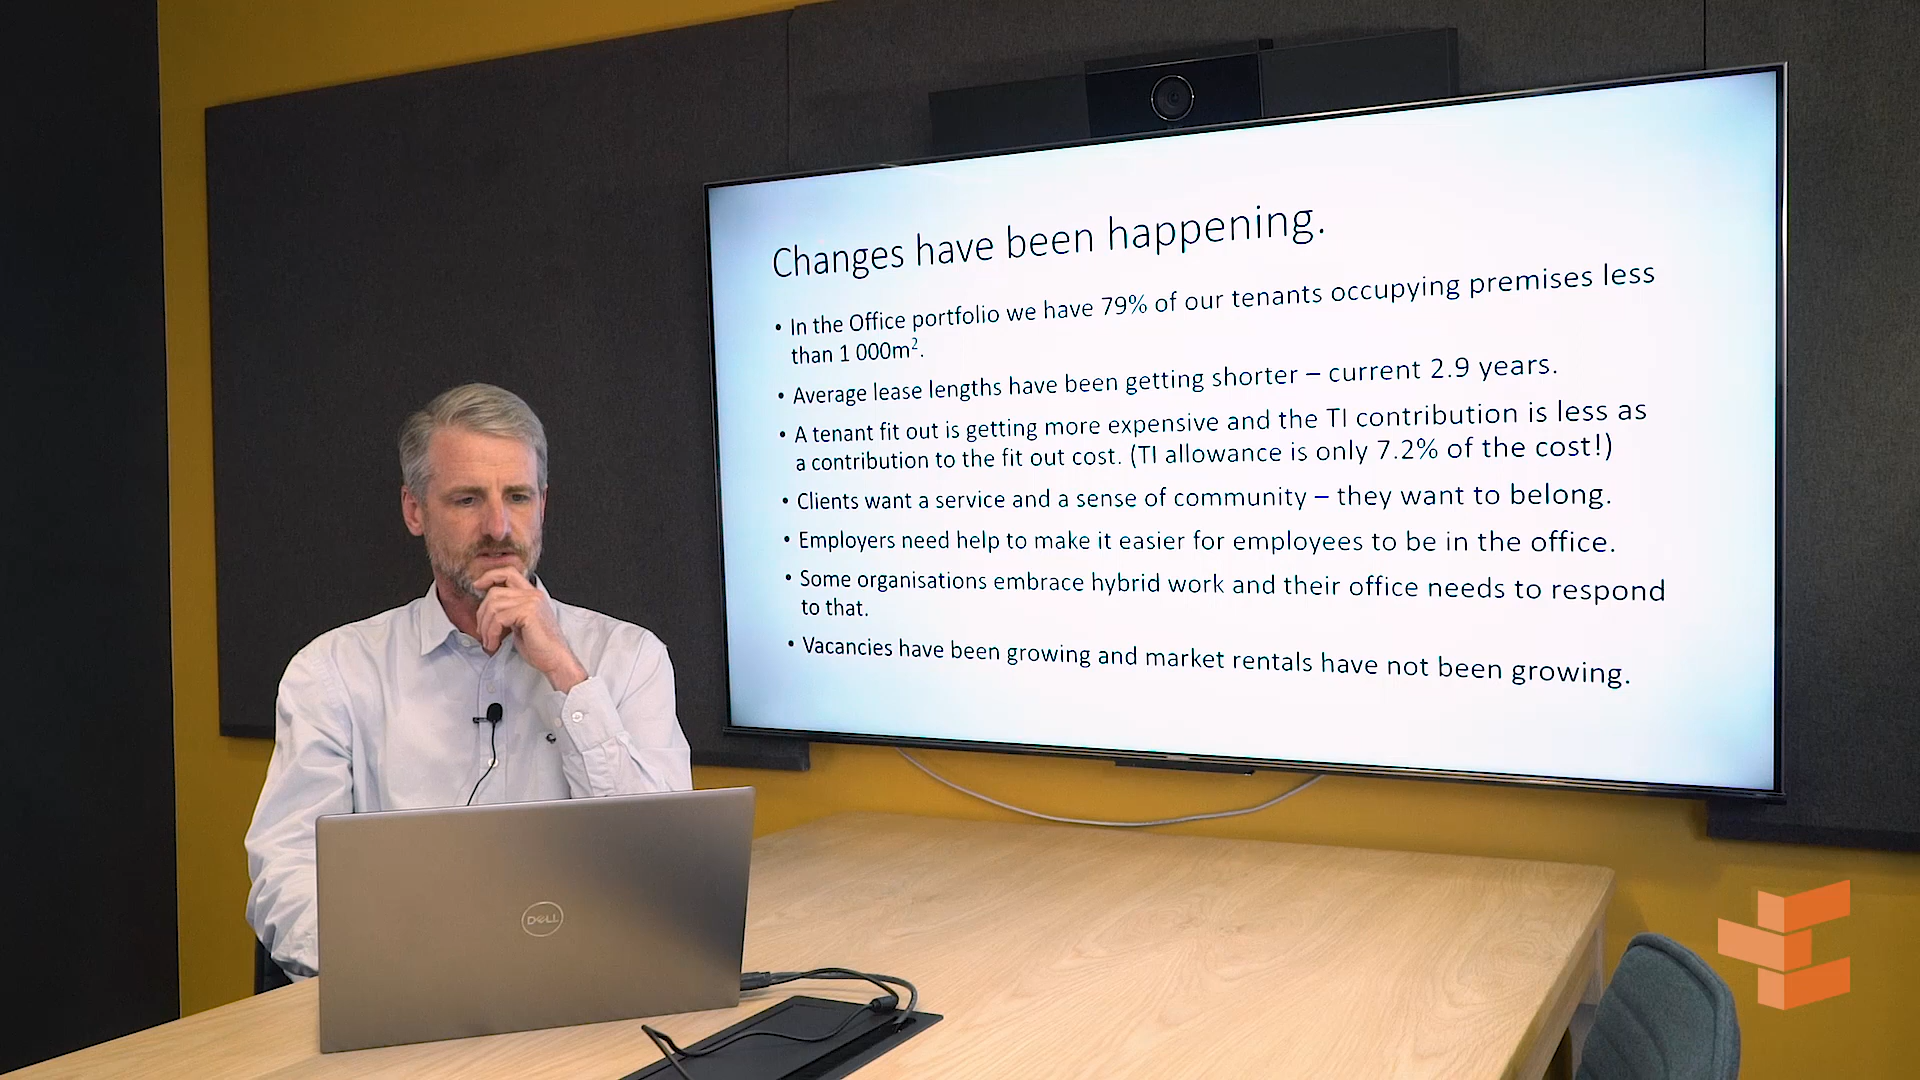 Changes have been happening.
• In the Office portfolio we have 79% of our tenants occupying premises less
than 1 000m².
• Average lease lengths have been getting shorter – current 2.9 years.
• A tenant fit out is getting more expensive and the TI contribution is less as
a contribution to the fit out cost. (TI allowance is only 7.2% of the cost!)
• Clients want a service and a sense of community – they want to belong.
• Employers need help to make it easier for employees to be in the office.
• Some organisations embrace hybrid work and their office needs to respond
to that.
• Vacancies have been growing and market rentals have not been growing.
DELL